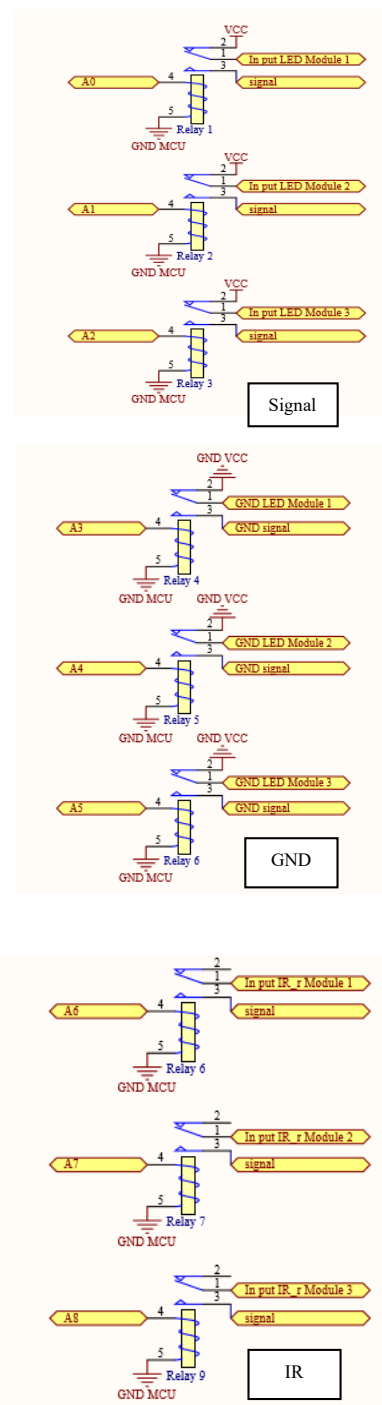 VCC
2
1 In put LED Module 1
3
A0 4 signal
5
Relay 1
GND MCU
VCC
2
1 In put LED Module 2
3
A1 4 signal
5
Relay 2
GND MCU
VCC
2
1 In put LED Module 3
3
A2 4 signal
5
Relay 3
GND MCU
Signal
GND VCC
2
1 GND LED Module 1
3
A3 4 GND signal
5
Relay 4
GND MCU GND VCC
2
1 GND LED Module 2
3
A4 4 GND signal
5
Relay 5
GND MCU GND VCC
2
1 GND LED Module 3
3
A5 4 GND signal
5
Relay 6
GND MCU
GND
2
1 In put IR_r Module 1
3
A6 4 signal
5
Relay 6
GND MCU
2
1 In put IR_r Module 2
3
A7 4 signal
5
Relay 7
GND MCU
2
1 In put IR_r Module 3
3
A8 4 signal
5
Relay 9
GND MCU
IR